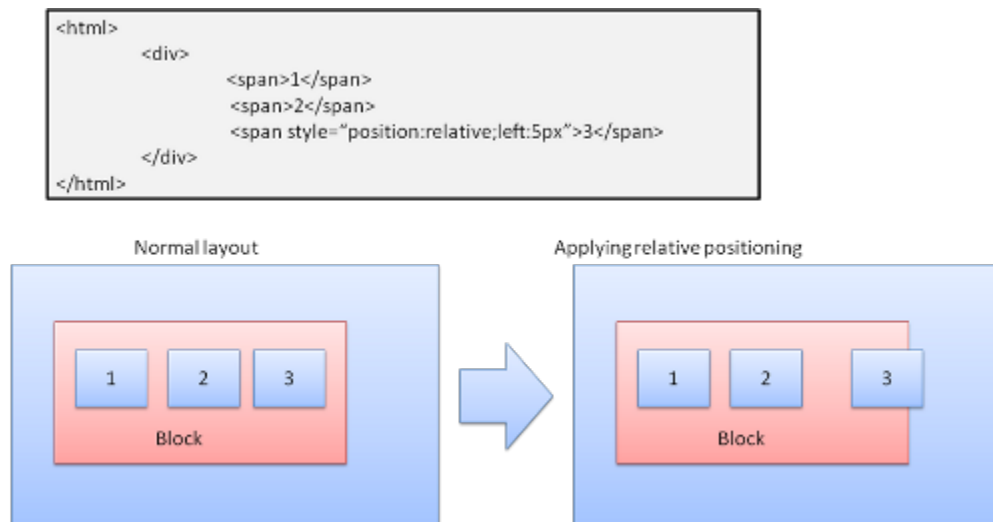 <html>
<div>
<span>1</span>
<span>2</span>
<span style=“position:relative;left:5px”>3</span>
</div>
</html>
Normal layout
Applying relative positioning
1 2 3
Block
1 2 3
Block